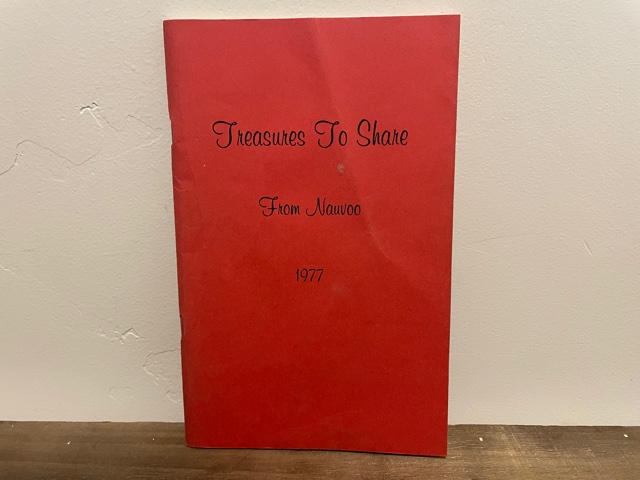 Treasures To Share
From Nauvoo
1977